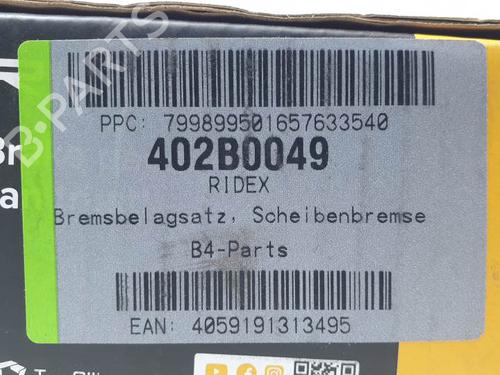 PPC: 799899501657633540
402B0049
RIDEX
Bremsbelagsatz, Scheibenbremse
B4-Parts
EAN: 4059191313495
B-PARTS